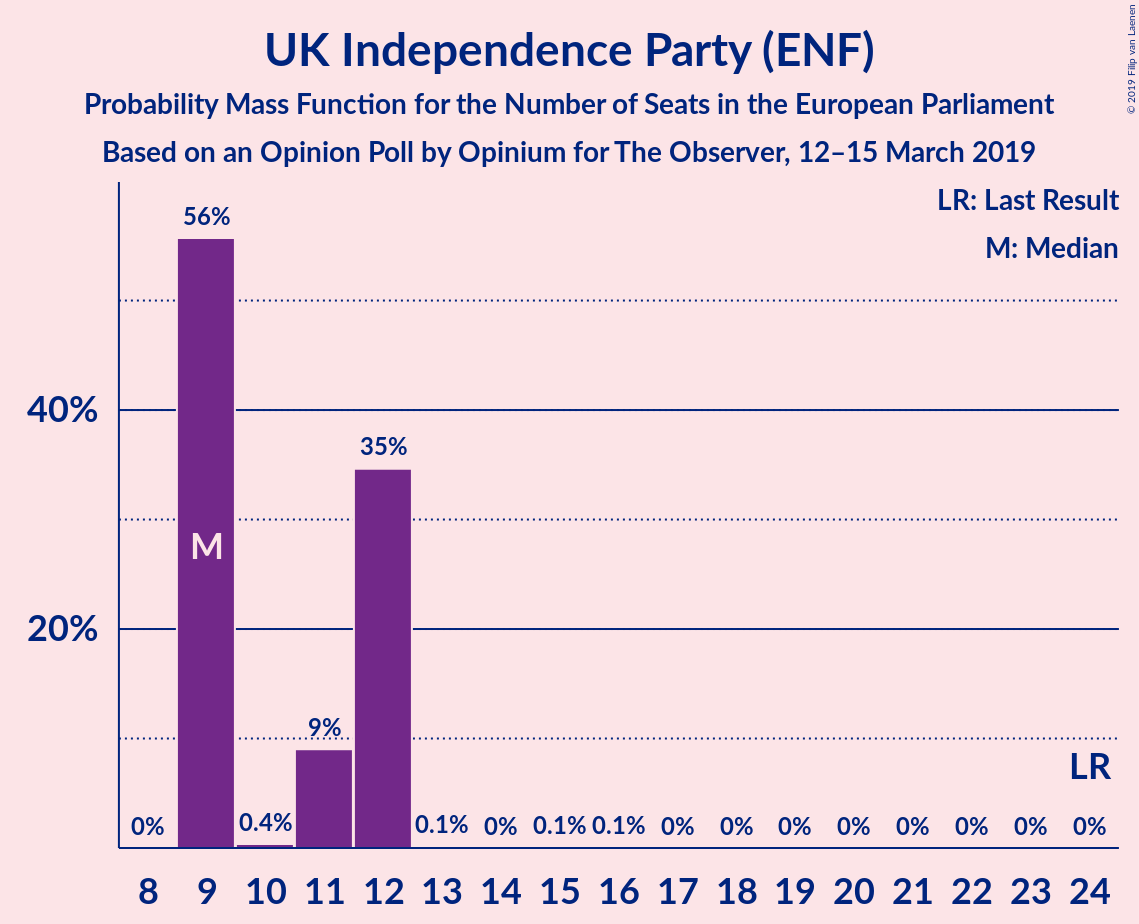 UK Independence Party (ENF)
Probability Mass Function for the Number of Seats in the European Parliament
Based on an Opinion Poll by Opinium for The Observer, 12–15 March 2019
© 2019 Filip van Laenen
LR: Last Result
M: Median
56%
40%
35%
M
20%
9%
LR
0% 0.4% 0.1% 0% 0.1% 0.1% 0% 0% 0% 0% 0% 0% 0% 0%
8 9 10 11 12 13 14 15 16 17 18 19 20 21 22 23 24